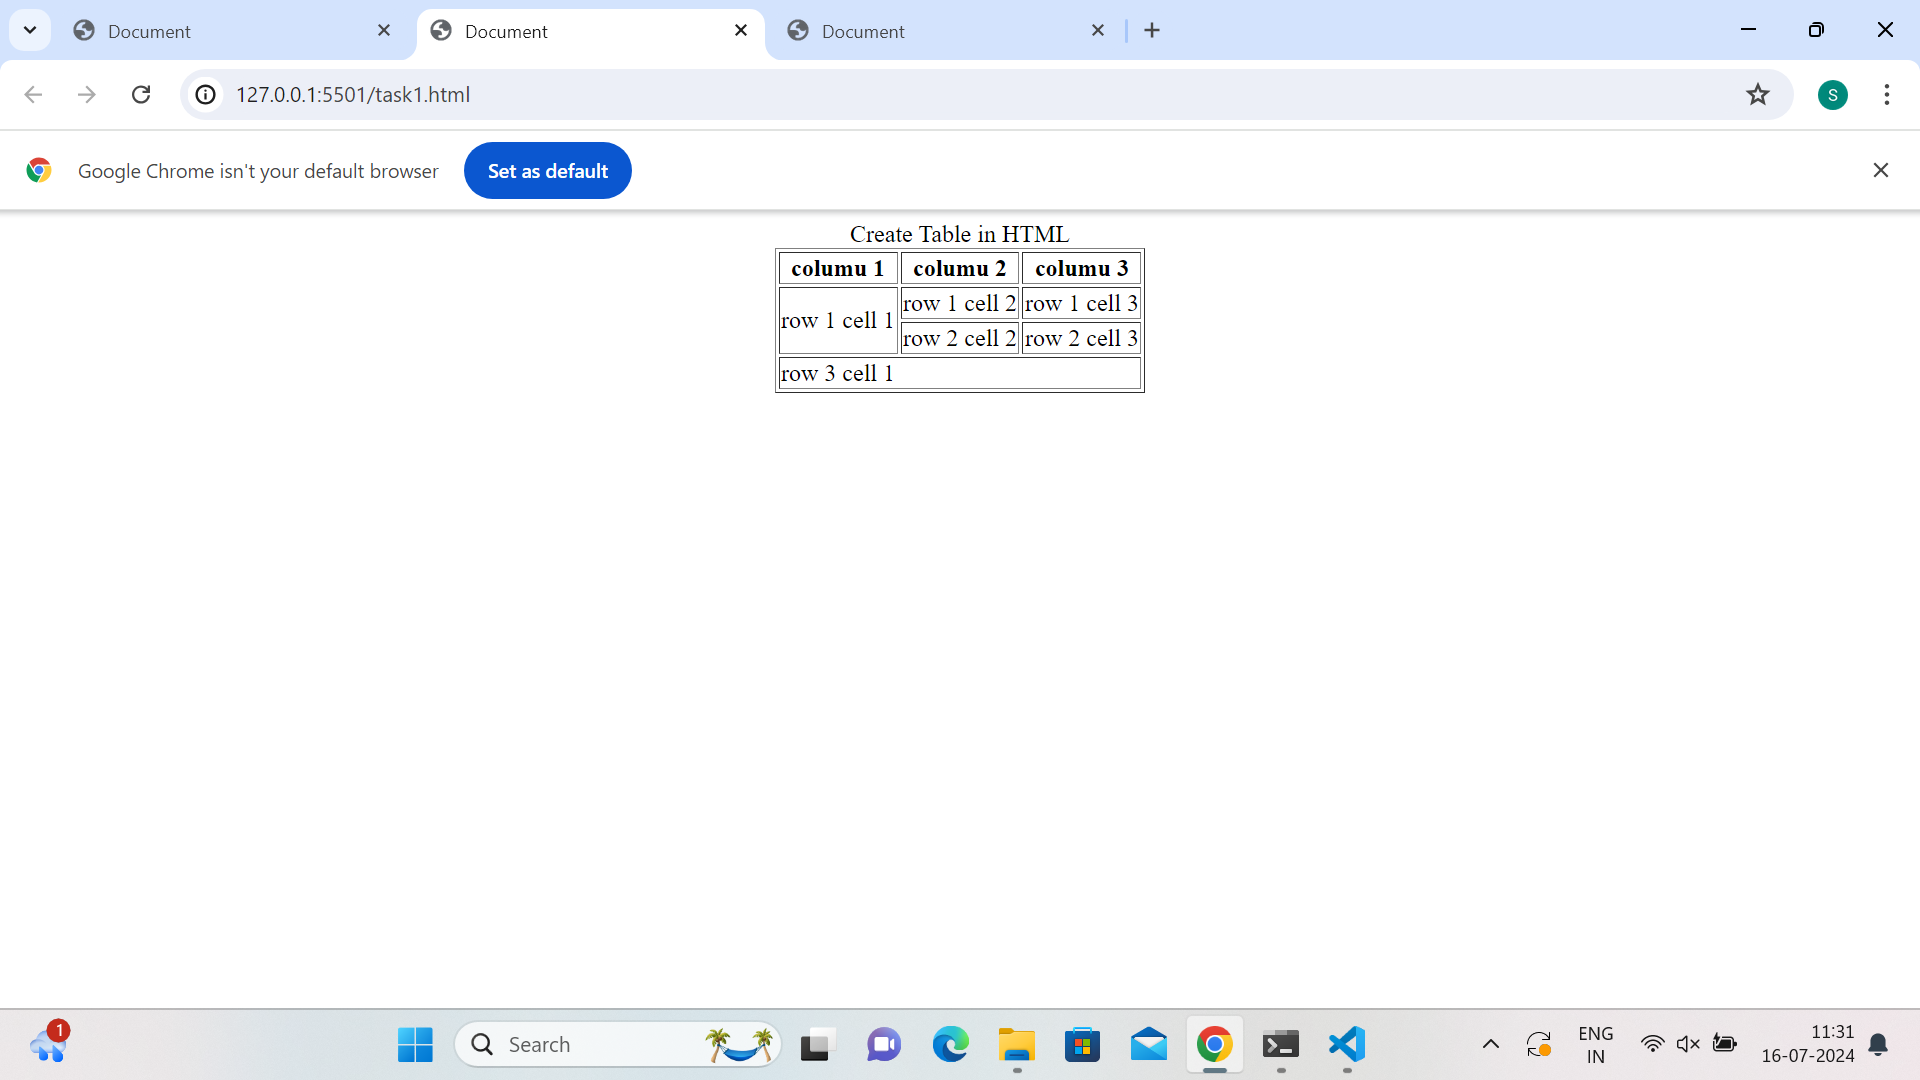 Document
Document
Document
127.0.0.1:5501/task1.html
S
Google Chrome isn't your default browser
Set as default
Create Table in HTML
columu 1 columu 2 columu 3
row 1 cell 1 row 1 cell 2 row 1 cell 3
row 2 cell 2 row 2 cell 3
row 3 cell 1
1
Search
ENG
IN
11:31
16-07-2024